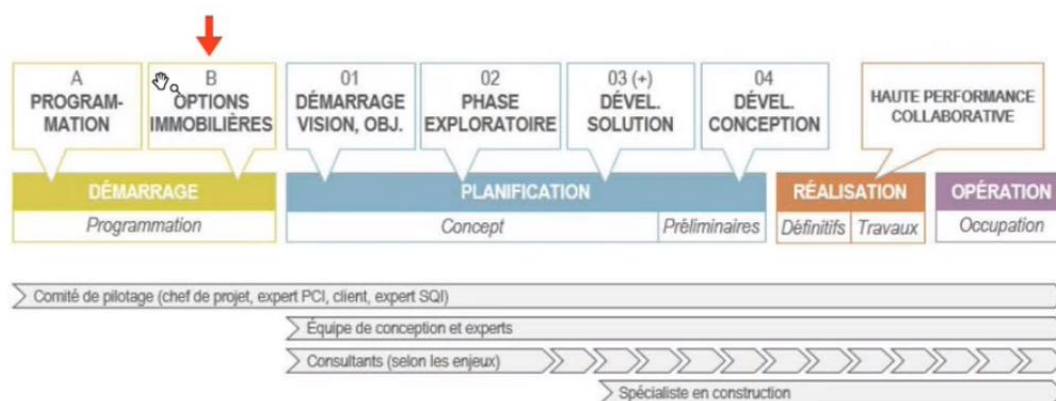 A
PROGRAM-
MATION
B
OPTIONS
IMMOBILIÈRES
01
DÉMARRAGE
VISION, OBJ.
02
PHASE
EXPLORATOIRE
03 (+)
DÉVEL.
SOLUTION
04
DÉVEL.
CONCEPTION
HAUTE PERFORMANCE
COLLABORATIVE
DÉMARRAGE
Programmation
PLANIFICATION
Concept
Préliminaires
RÉALISATION
Définitifs
Travaux
OPÉRATION
Occupation
Comité de pilotage (chef de projet, expert PCI, client, expert SQI)
Équipe de conception et experts
Consultants (selon les enjeux)
Spécialiste en construction